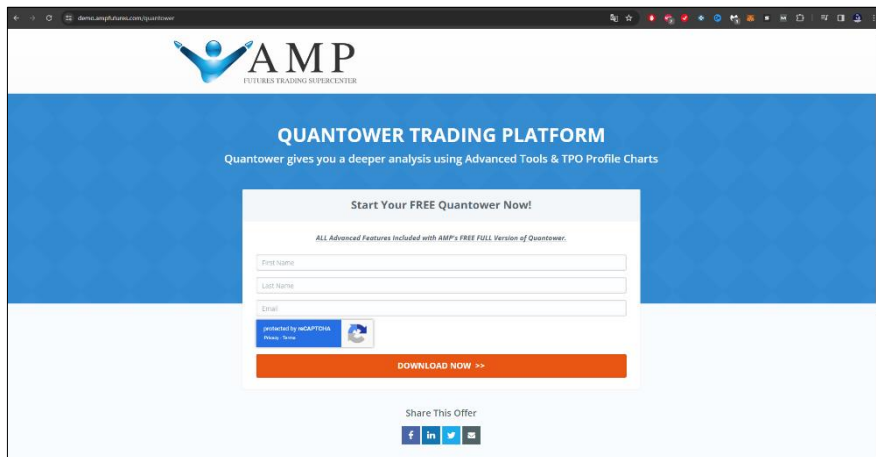 demo.ampfutures.com/quantower
AMP
FUTURES TRADING SUPERCENTER
QUANTOWER TRADING PLATFORM
Quantower gives you a deeper analysis using Advanced Tools & TPO Profile Charts
Start Your FREE Quantower Now!
ALL Advanced Features Included with AMP's FREE FULL Version of Quantower.
First Name
Last Name
Email
protected by reCAPTCHA
Privacy - Terms
DOWNLOAD NOW >>
Share This Offer